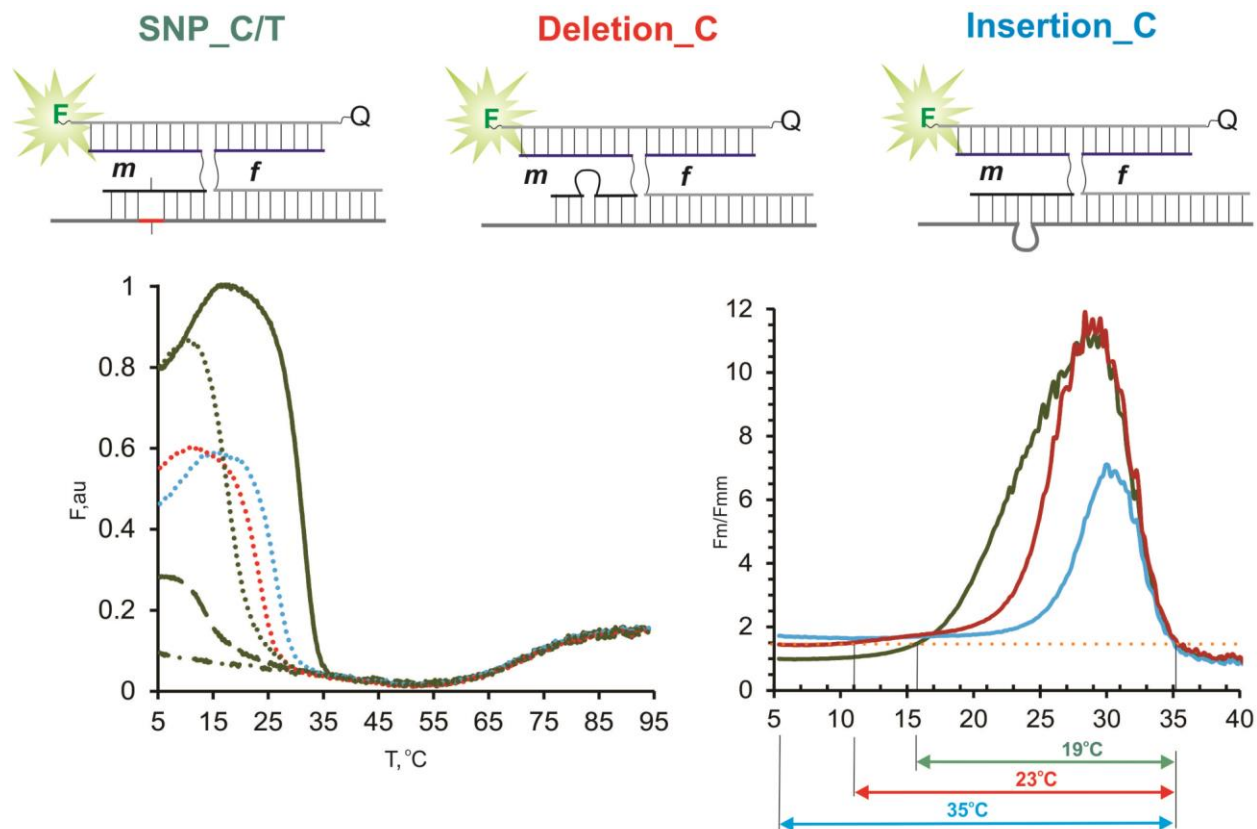 SNP_C/T
Deletion_C
Insertion_C
F
Q
m
f
F
Q
m
f
F
Q
m
f
F,au
1
0.8
0.6
0.4
0.2
0
5 15 25 35 45 55 65 75 85 95
T, °C
Fm/Fmm
12
10
8
6
4
2
0
5 10 15 20 25 30 35 40
19°C
23°C
35°C